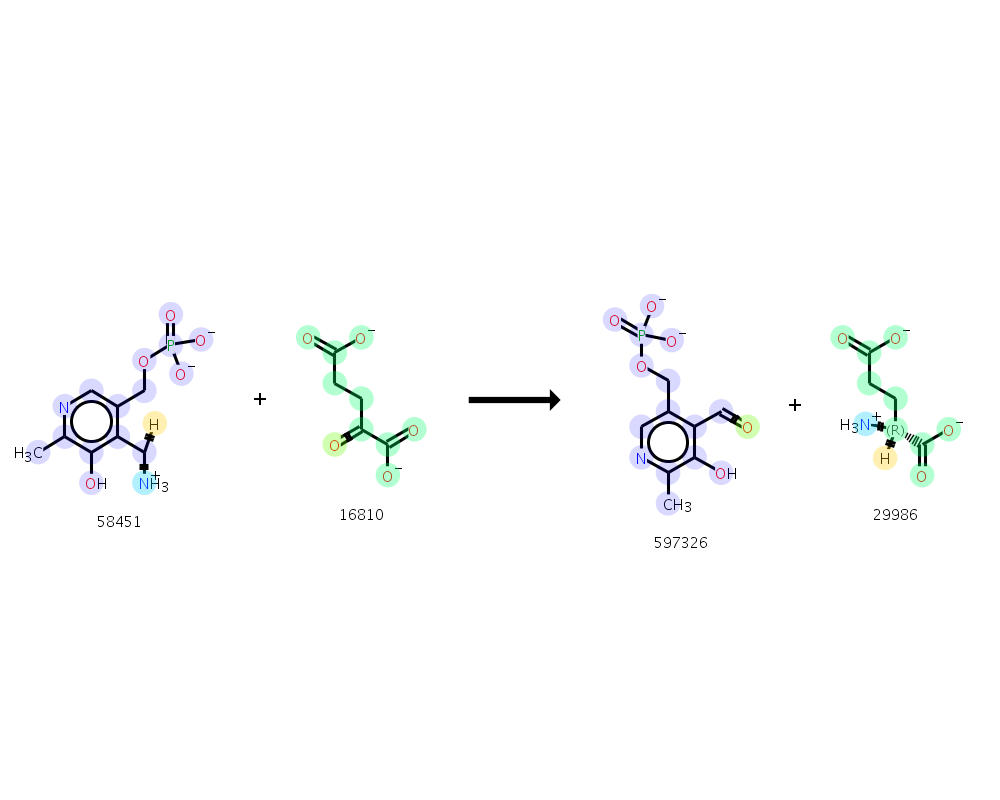 O
P
O
−
O
−
O
N
H
+
H₃C
OH
NH₃
+
58451
+
O
O
−
O
O
O
−
16810
O
−
O
P
O
−
O
N
O
OH
CH₃
597326
+
O
O
−
H₃N
+
(R)
O
−
H
O
29986